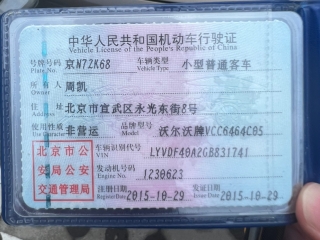 中华人民共和国机动车行驶证
Vehicle License of the People's Republic of China
号牌号码 京N72K68 车辆类型 小型普通客车
Plate No. Vehicle Type
所有人 周凯
Owner
住址 北京市宣武区永光东街8号
Address
使用性质 非营运 品牌型号 沃尔沃牌VCC6464C05
Use Character Model
北京市公 车辆识别代号 LYVDF40A2GB831741
VIN
安局公安 发动机号码 1230623
Engine No.
交通管理局 注册日期 2015-10-29 发证日期 2015-10-29
Register Date Issue Date